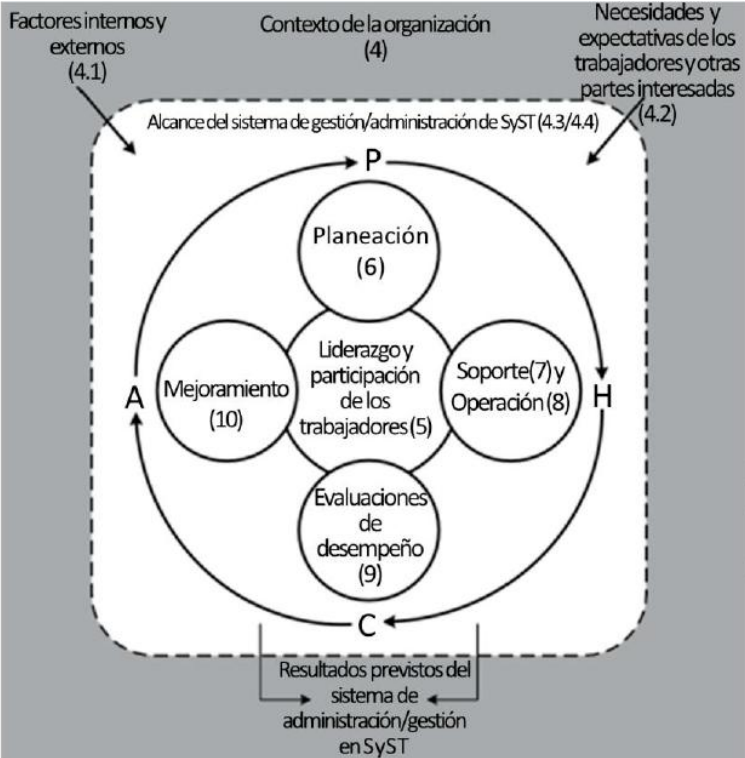 Factores internos y
externos
(4.1)
Contexto de la organización
(4)
Necesidades y
expectativas de los
trabajadores y otras
partes interesadas
(4.2)
Alcance del sistema de gestión/administración de SyST (4.3/4.4)
P
Planeación
(6)
Liderazgo y
participación
de los
trabajadores (5)
Soporte(7) y
Operación (8)
H
A
Mejoramiento
(10)
Evaluaciones
de
desempeño
(9)
C
Resultados previstos del
sistema de
administración/gestión
en SyST